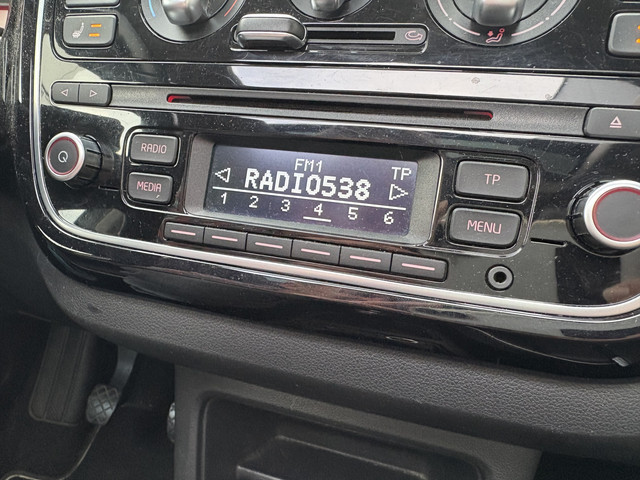 RADIO
MEDIA
FM1
TP
RADIO538
1 2 3 4 5 6
TP
MENU